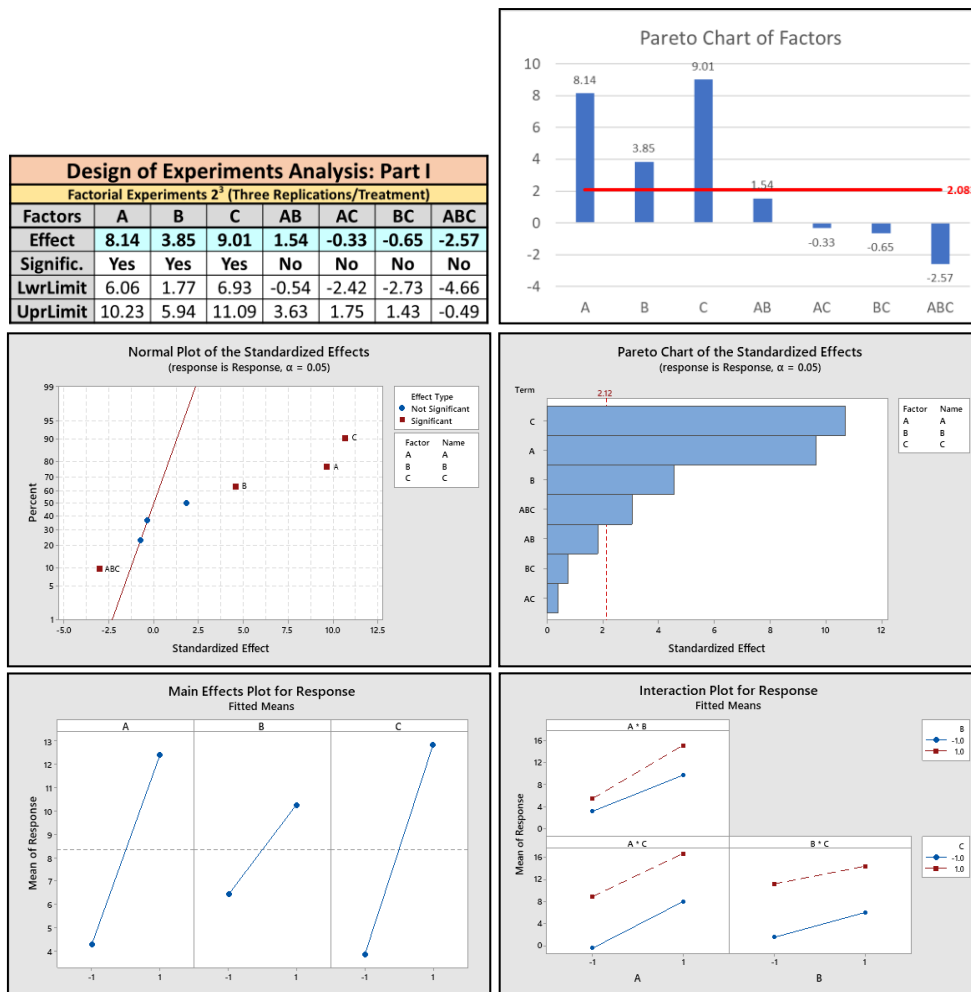 Design of Experiments Analysis: Part I
Factorial Experiments 2³ (Three Replications/Treatment)
Factors A B C AB AC BC ABC
Effect 8.14 3.85 9.01 1.54 -0.33 -0.65 -2.57
Signific. Yes Yes Yes No No No No
LwrLimit 6.06 1.77 6.93 -0.54 -2.42 -2.73 -4.66
UprLimit 10.23 5.94 11.09 3.63 1.75 1.43 -0.49
Pareto Chart of Factors
10
8
6
4
2
0
-2
-4
8.14
3.85
9.01
1.54
-0.33
-0.65
-2.57
A B C AB AC BC ABC
Normal Plot of the Standardized Effects
(response is Response, α = 0.05)
Percent
99
95
90
80
70
60
50
40
30
20
10
5
1
C
A
B
ABC
-5.0 -2.5 0.0 2.5 5.0 7.5 10.0 12.5
Standardized Effect
Effect Type
Not Significant
Significant
Factor Name
A A
B B
C C
Pareto Chart of the Standardized Effects
(response is Response, α = 0.05)
Term
2.12
C
A
B
ABC
AB
BC
AC
0 2 4 6 8 10 12
Standardized Effect
Factor Name
A A
B B
C C
Main Effects Plot for Response
Fitted Means
A B C
Mean of Response
13
12
11
10
9
8
7
6
5
4
-1 1 -1 1 -1 1
Interaction Plot for Response
Fitted Means
A * B
Mean of Response
16
12
8
4
0
B
-1.0
1.0
A * C B * C
16
12
8
4
0
C
-1.0
1.0
-1 1 -1 1
A B